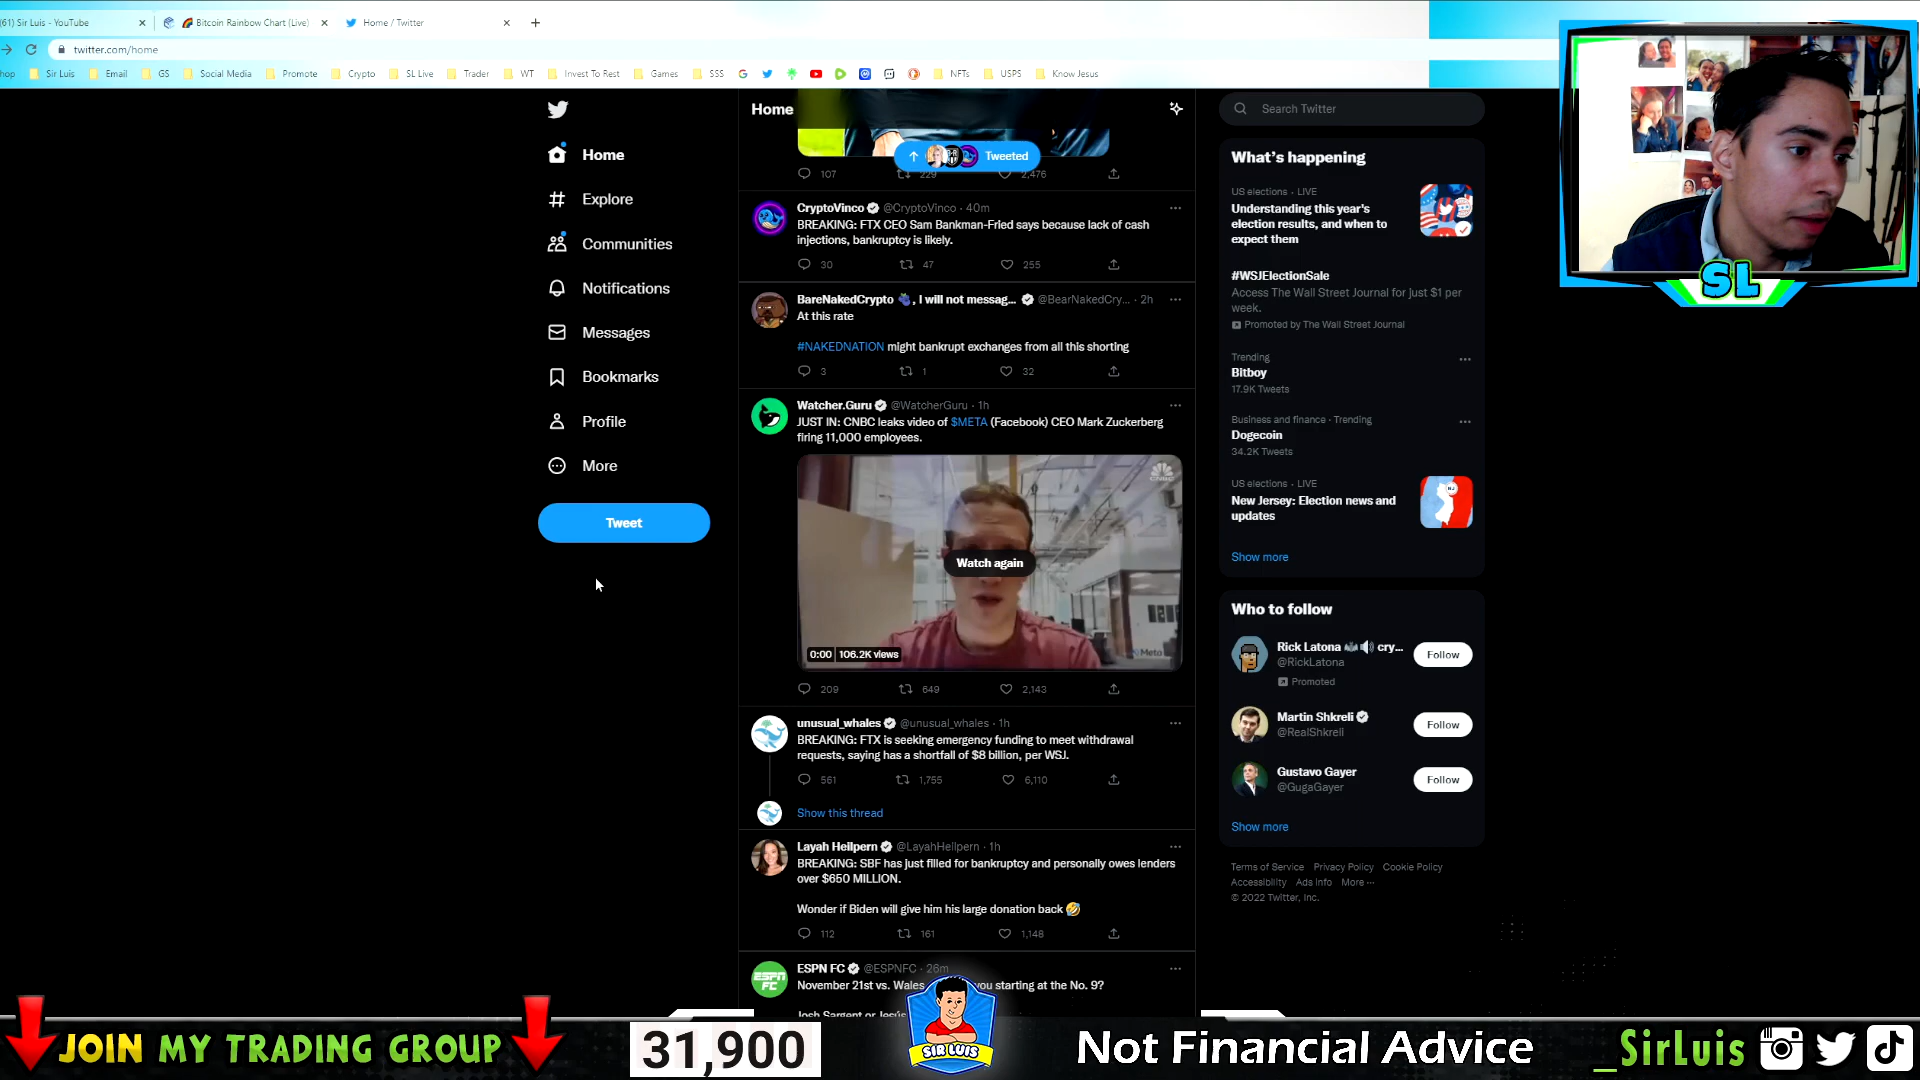 (61) Sir Luis - YouTube
Bitcoin Rainbow Chart (Live)
Home / Twitter
twitter.com/home
hop Sir Luis Email GS Social Media Promote Crypto SL Live Trader WT Invest To Rest Games SSS NFTs USPS Know Jesus
Home
Explore
Communities
Notifications
Messages
Bookmarks
Profile
More
Tweet
Home
Tweeted
107 229 2,476
CryptoVinco @CryptoVinco · 40m
BREAKING: FTX CEO Sam Bankman-Fried says because lack of cash
injections, bankruptcy is likely.
30 47 255
BareNakedCrypto , I will not messag... @BearNakedCry... · 2h
At this rate
#NAKEDNATION might bankrupt exchanges from all this shorting
3 1 32
Watcher.Guru @WatcherGuru · 1h
JUST IN: CNBC leaks video of $META (Facebook) CEO Mark Zuckerberg
firing 11,000 employees.
CNBC
Watch again
0:00 106.2K views
Meta
209 649 2,143
unusual_whales @unusual_whales · 1h
BREAKING: FTX is seeking emergency funding to meet withdrawal
requests, saying has a shortfall of $8 billion, per WSJ.
561 1,755 6,110
Show this thread
Layah Heilpern @LayahHeilpern · 1h
BREAKING: SBF has just filled for bankruptcy and personally owes lenders
over $650 MILLION.
Wonder if Biden will give him his large donation back
112 161 1,148
ESPN FC
ESPN FC @ESPNFC · 26m
November 21st vs. Wales you starting at the No. 9?
Josh Sargent or Jesús
Search Twitter
What's happening
US elections · LIVE
Understanding this year's
election results, and when to
expect them
#WSJElectionSale
Access The Wall Street Journal for just $1 per
week.
Promoted by The Wall Street Journal
Trending
Bitboy
17.9K Tweets
Business and finance · Trending
Dogecoin
34.2K Tweets
US elections · LIVE
New Jersey: Election news and
updates
Show more
Who to follow
Rick Latona cry...
@RickLatona
Promoted
Follow
Martin Shkreli
@RealShkreli
Follow
Gustavo Gayer
@GugaGayer
Follow
Show more
Terms of Service Privacy Policy Cookie Policy
Accessibility Ads info More ···
© 2022 Twitter, Inc.
SL
JOIN MY TRADING GROUP
31,900
SIR LUIS
Not Financial Advice
_SirLuis